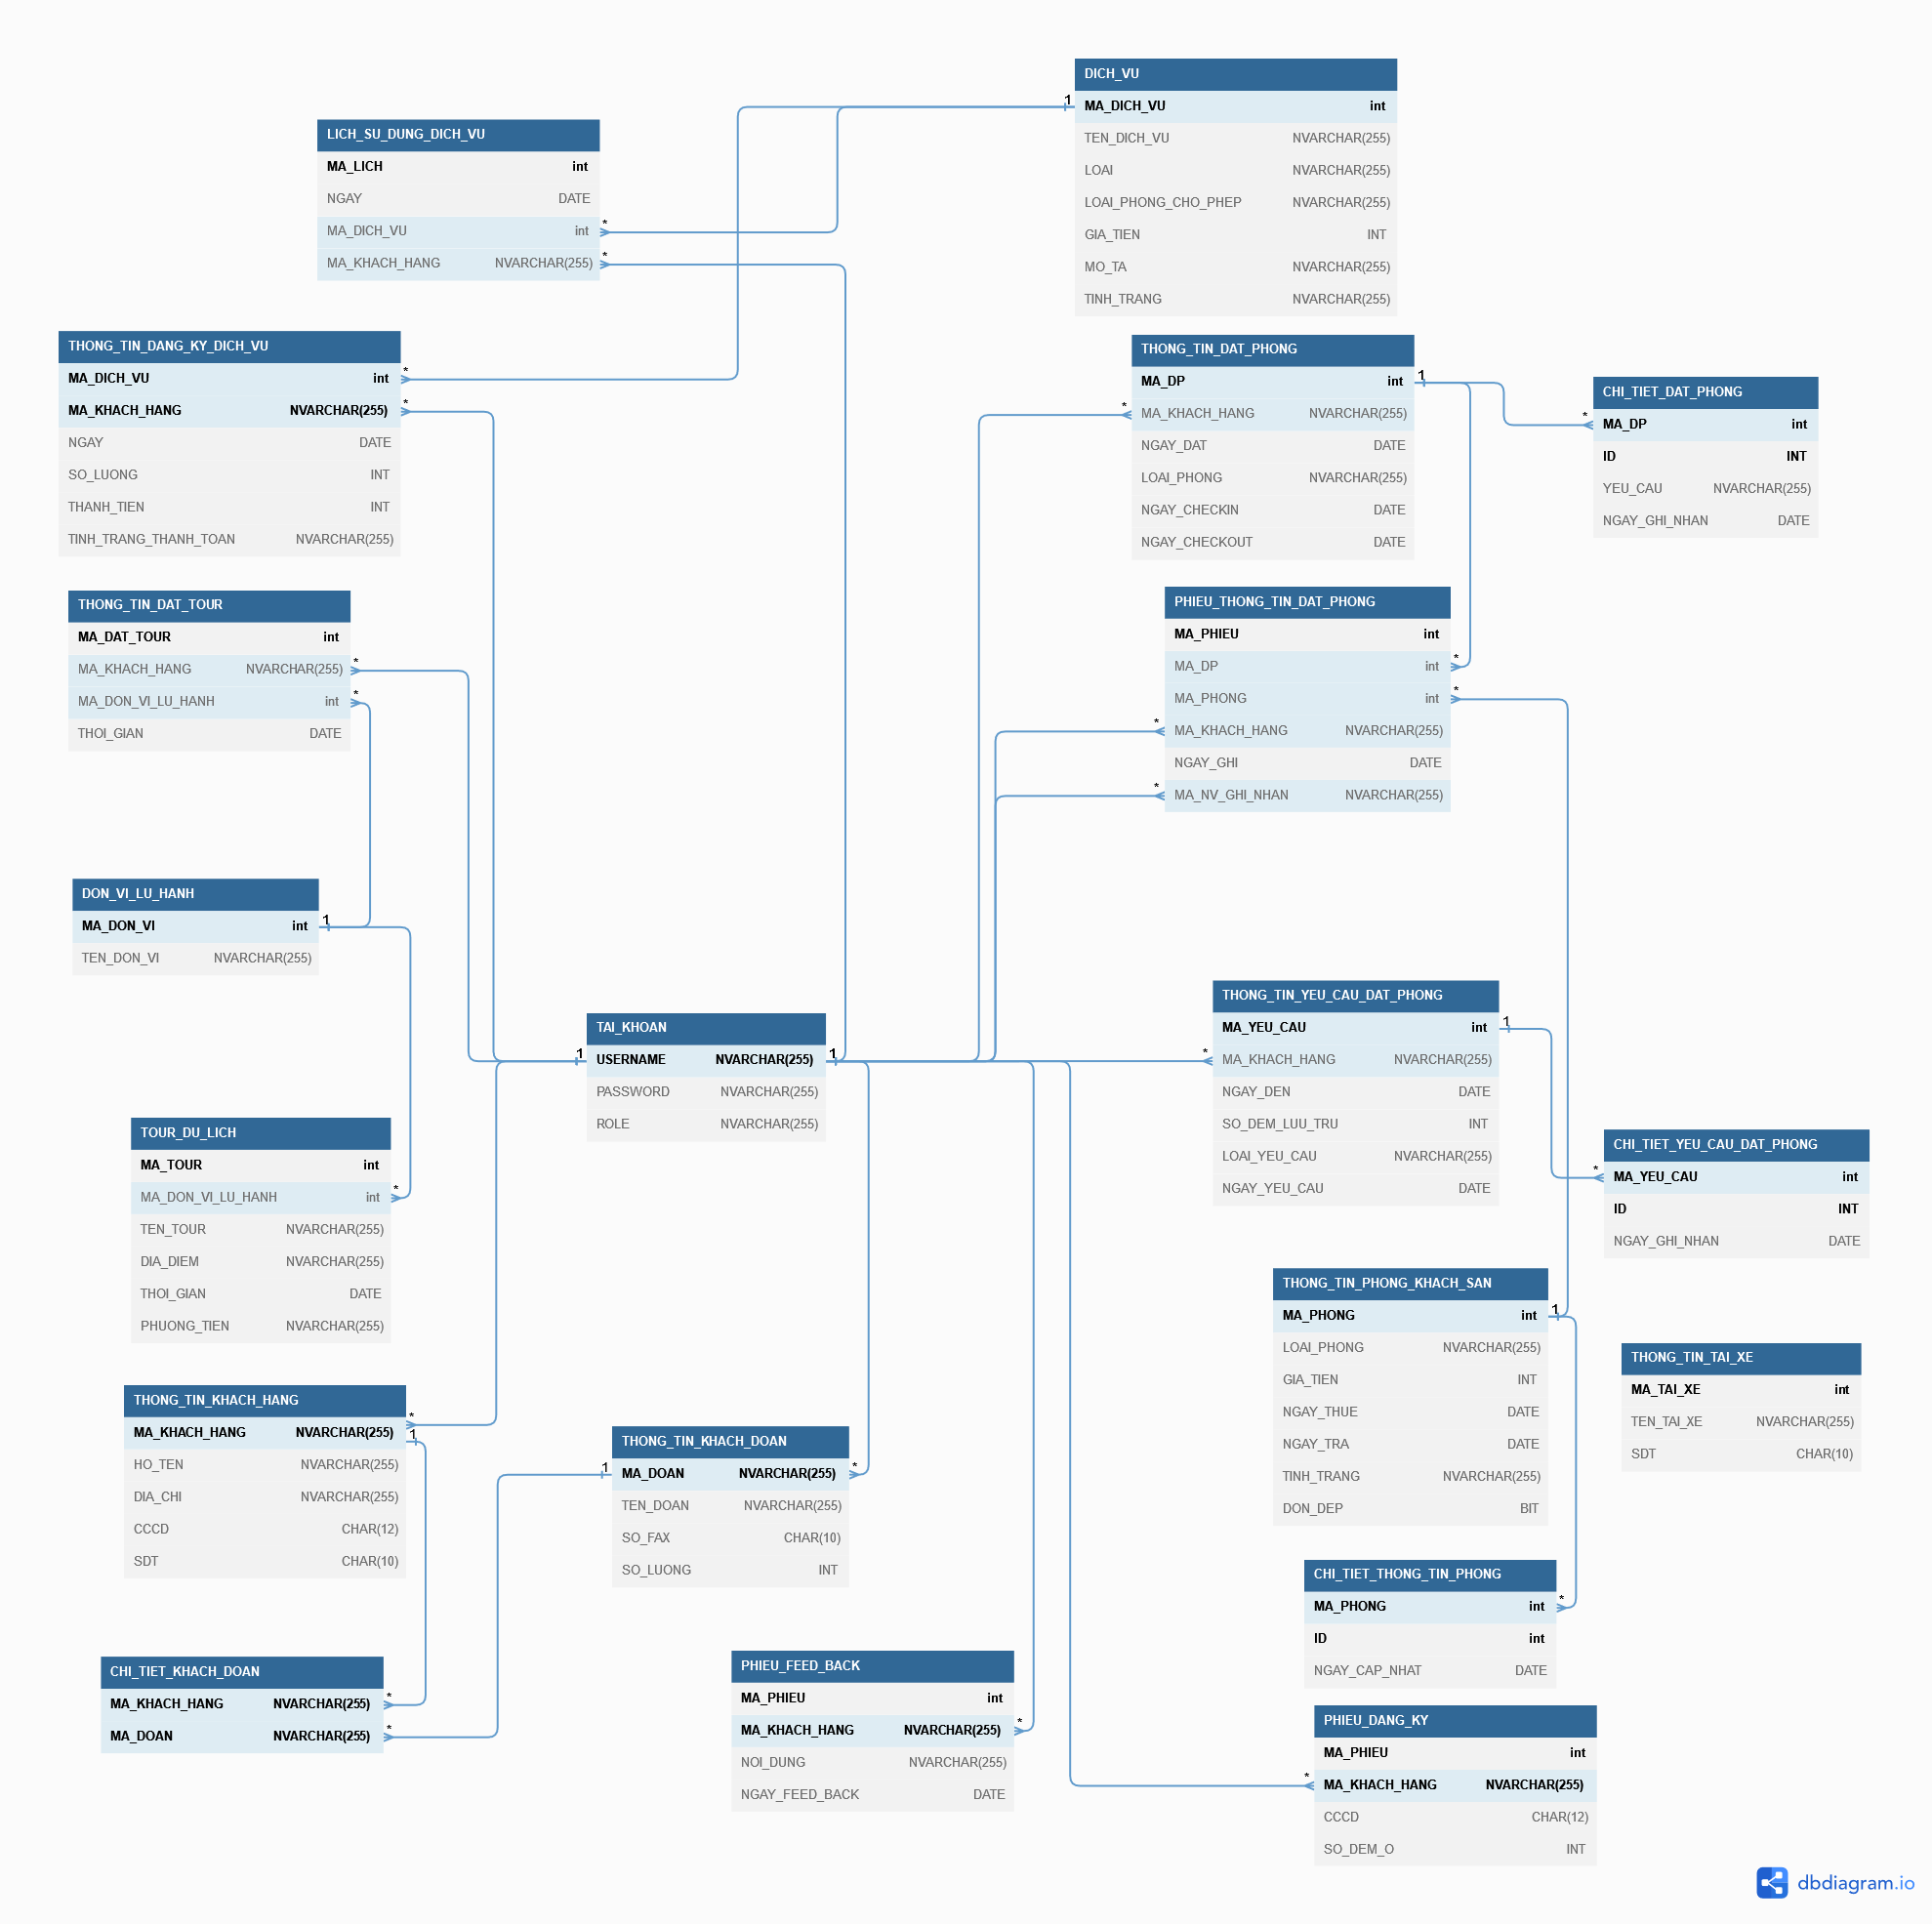 DICH_VU
MA_DICH_VU int
TEN_DICH_VU NVARCHAR(255)
LOAI NVARCHAR(255)
LOAI_PHONG_CHO_PHEP NVARCHAR(255)
GIA_TIEN INT
MO_TA NVARCHAR(255)
TINH_TRANG NVARCHAR(255)
1
LICH_SU_DUNG_DICH_VU
MA_LICH int
NGAY DATE
MA_DICH_VU int *
MA_KHACH_HANG NVARCHAR(255) *
THONG_TIN_DANG_KY_DICH_VU
MA_DICH_VU int *
MA_KHACH_HANG NVARCHAR(255) *
NGAY DATE
SO_LUONG INT
THANH_TIEN INT
TINH_TRANG_THANH_TOAN NVARCHAR(255)
THONG_TIN_DAT_PHONG
MA_DP int 1
* MA_KHACH_HANG NVARCHAR(255)
NGAY_DAT DATE
LOAI_PHONG NVARCHAR(255)
NGAY_CHECKIN DATE
NGAY_CHECKOUT DATE
CHI_TIET_DAT_PHONG
* MA_DP int
ID INT
YEU_CAU NVARCHAR(255)
NGAY_GHI_NHAN DATE
THONG_TIN_DAT_TOUR
MA_DAT_TOUR int
MA_KHACH_HANG NVARCHAR(255) *
MA_DON_VI_LU_HANH int *
THOI_GIAN DATE
PHIEU_THONG_TIN_DAT_PHONG
MA_PHIEU int
MA_DP int *
MA_PHONG int *
* MA_KHACH_HANG NVARCHAR(255)
NGAY_GHI DATE
* MA_NV_GHI_NHAN NVARCHAR(255)
DON_VI_LU_HANH
MA_DON_VI int 1
TEN_DON_VI NVARCHAR(255)
TAI_KHOAN
1 USERNAME NVARCHAR(255) 1
PASSWORD NVARCHAR(255)
ROLE NVARCHAR(255)
THONG_TIN_YEU_CAU_DAT_PHONG
MA_YEU_CAU int 1
* MA_KHACH_HANG NVARCHAR(255)
NGAY_DEN DATE
SO_DEM_LUU_TRU INT
LOAI_YEU_CAU NVARCHAR(255)
NGAY_YEU_CAU DATE
TOUR_DU_LICH
MA_TOUR int
MA_DON_VI_LU_HANH int *
TEN_TOUR NVARCHAR(255)
DIA_DIEM NVARCHAR(255)
THOI_GIAN DATE
PHUONG_TIEN NVARCHAR(255)
CHI_TIET_YEU_CAU_DAT_PHONG
* MA_YEU_CAU int
ID INT
NGAY_GHI_NHAN DATE
THONG_TIN_PHONG_KHACH_SAN
MA_PHONG int 1
LOAI_PHONG NVARCHAR(255)
GIA_TIEN INT
NGAY_THUE DATE
NGAY_TRA DATE
TINH_TRANG NVARCHAR(255)
DON_DEP BIT
THONG_TIN_TAI_XE
MA_TAI_XE int
TEN_TAI_XE NVARCHAR(255)
SDT CHAR(10)
THONG_TIN_KHACH_HANG
*
MA_KHACH_HANG NVARCHAR(255) 1
HO_TEN NVARCHAR(255)
DIA_CHI NVARCHAR(255)
CCCD CHAR(12)
SDT CHAR(10)
THONG_TIN_KHACH_DOAN
1 MA_DOAN NVARCHAR(255) *
TEN_DOAN NVARCHAR(255)
SO_FAX CHAR(10)
SO_LUONG INT
CHI_TIET_THONG_TIN_PHONG
MA_PHONG int *
ID int
NGAY_CAP_NHAT DATE
CHI_TIET_KHACH_DOAN
MA_KHACH_HANG NVARCHAR(255) *
MA_DOAN NVARCHAR(255) *
PHIEU_FEED_BACK
MA_PHIEU int
MA_KHACH_HANG NVARCHAR(255) *
NOI_DUNG NVARCHAR(255)
NGAY_FEED_BACK DATE
PHIEU_DANG_KY
MA_PHIEU int
* MA_KHACH_HANG NVARCHAR(255)
CCCD CHAR(12)
SO_DEM_O INT
dbdiagram.io